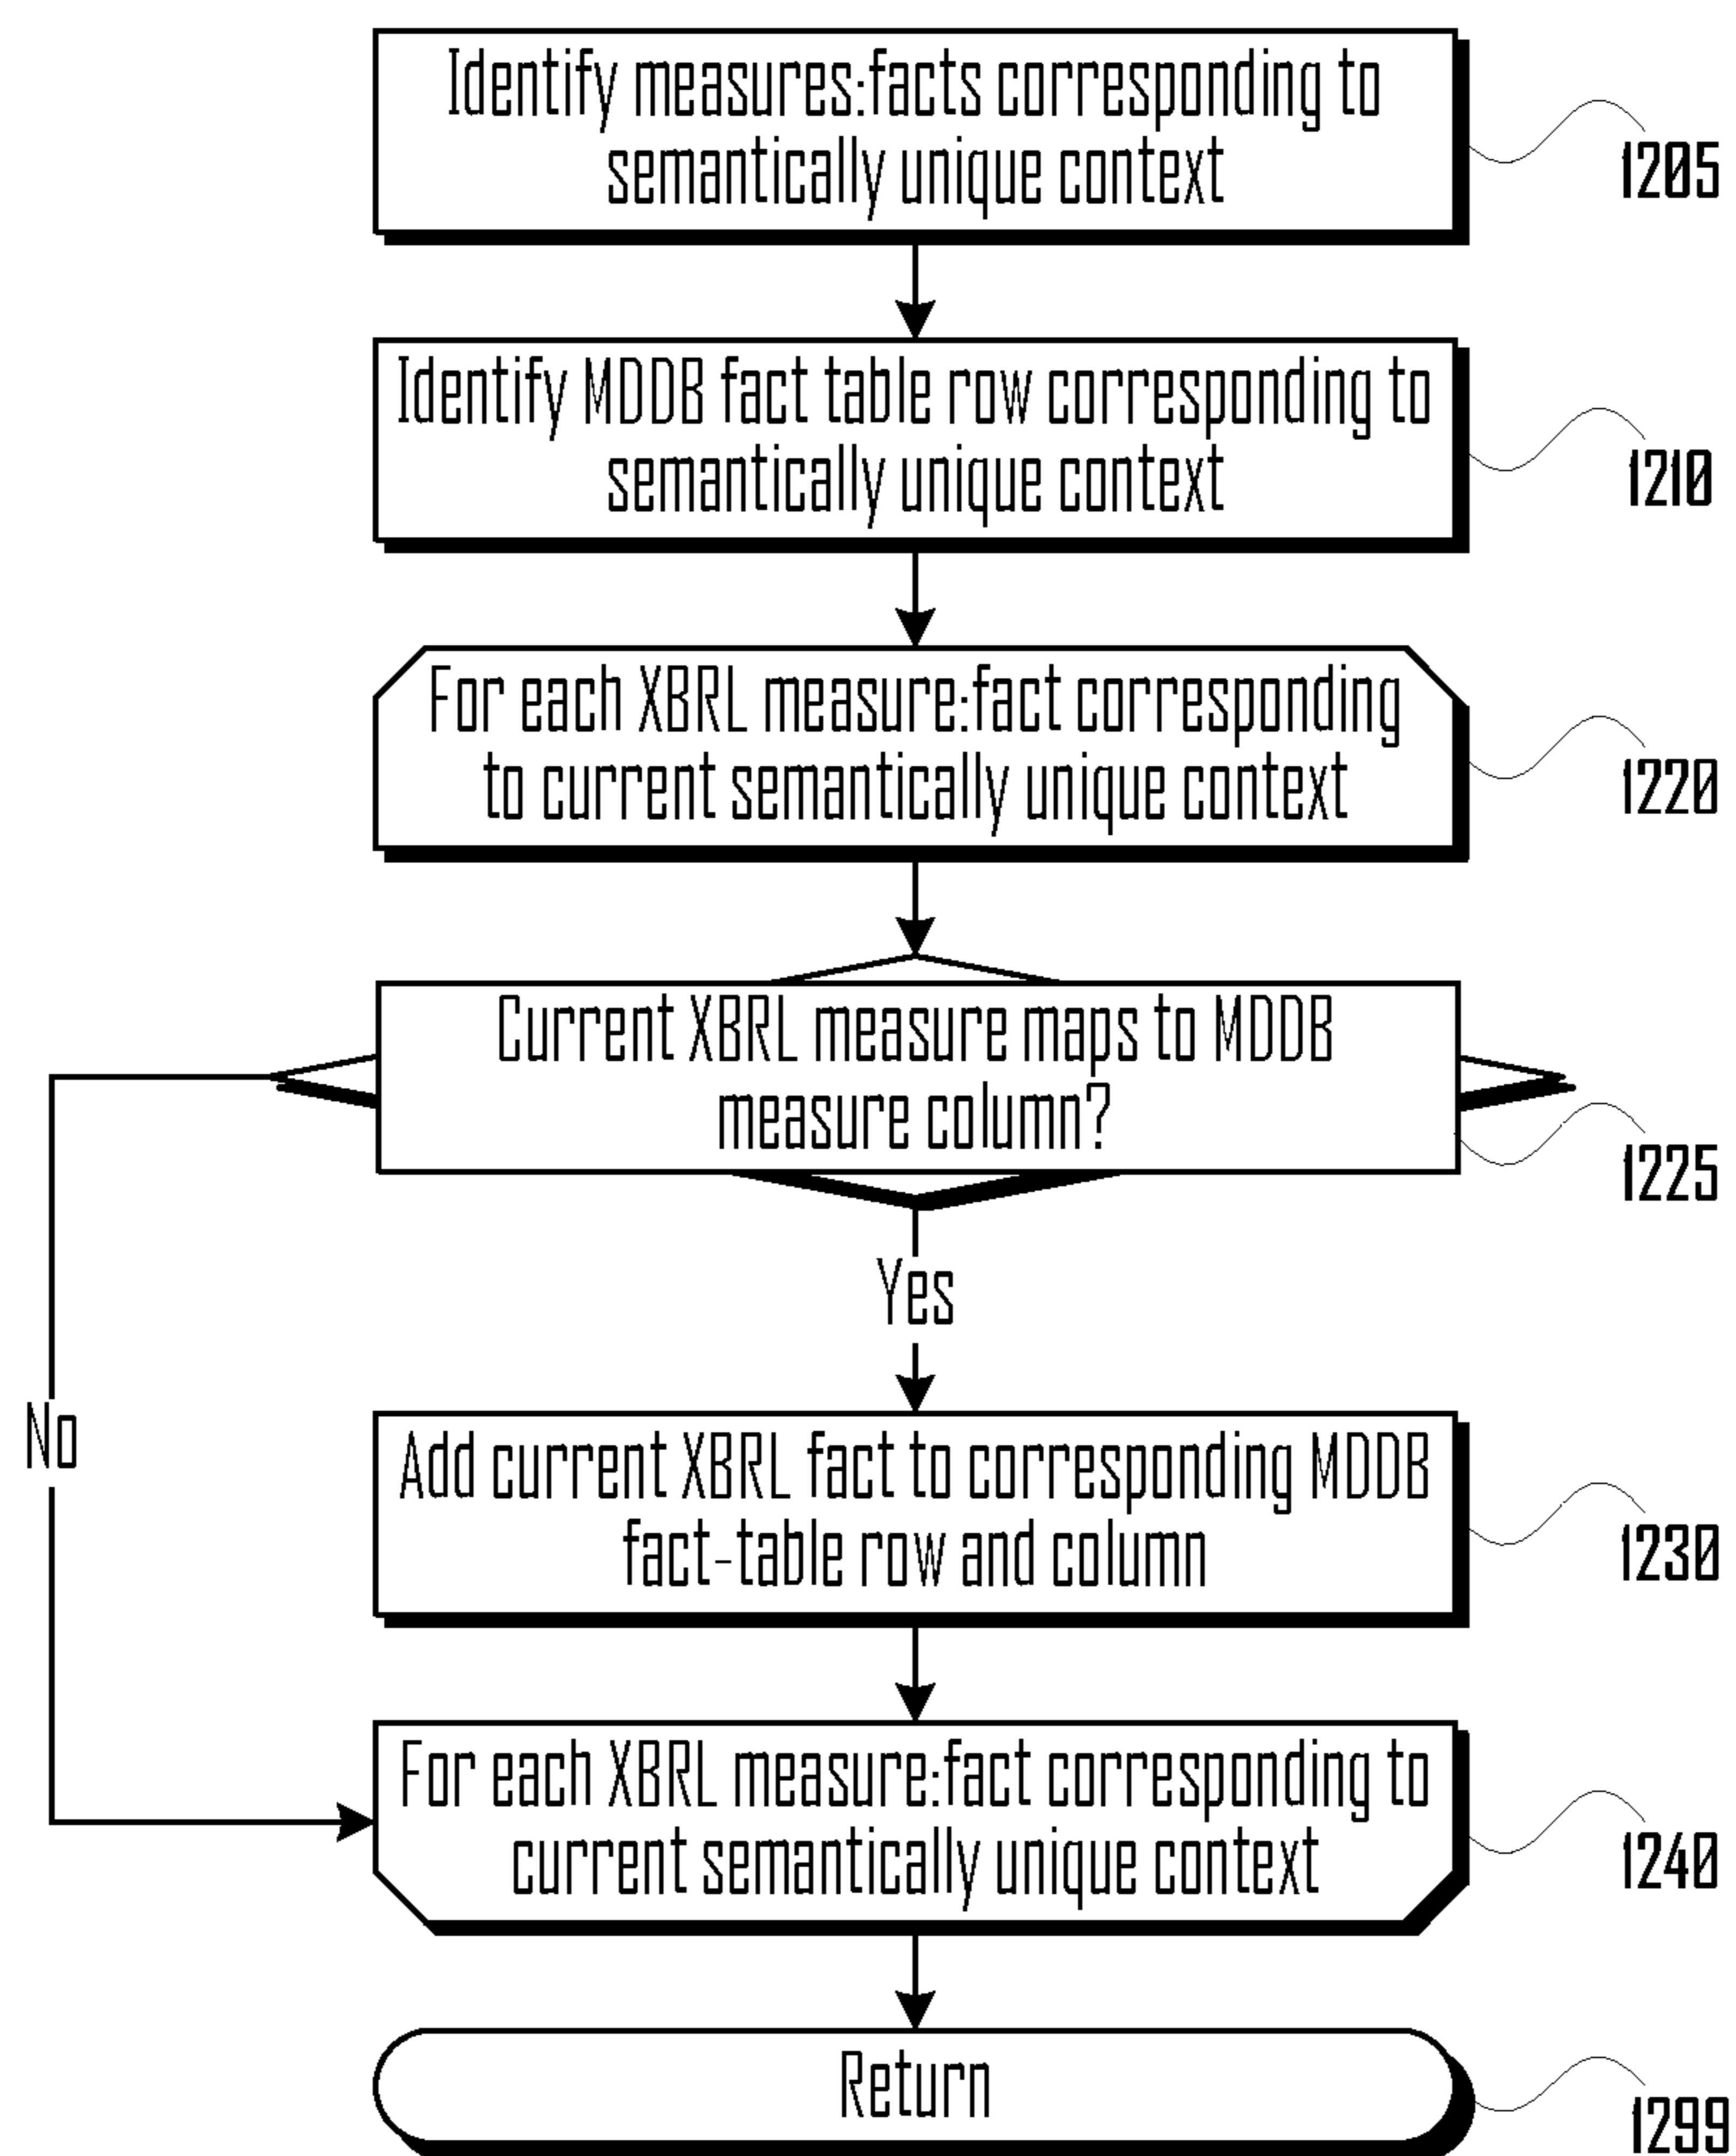 Identify measures:facts corresponding to
semantically unique context
1205
Identify MDDB fact table row corresponding to
semantically unique context
1210
For each XBRL measure:fact corresponding
to current semantically unique context
1220
Current XBRL measure maps to MDDB
measure column?
1225
Yes
No
Add current XBRL fact to corresponding MDDB
fact-table row and column
1230
For each XBRL measure:fact corresponding to
current semantically unique context
1240
Return
1299